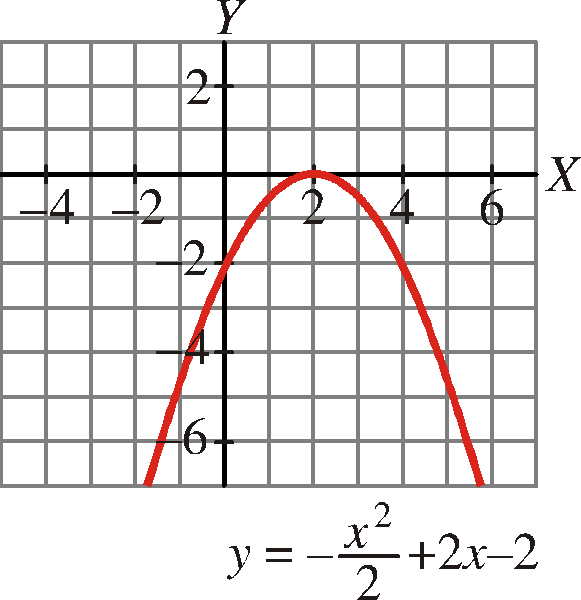 Y
2
X
–4 –2 2 4 6
–2
–4
–6
y = –x²/2 +2x–2